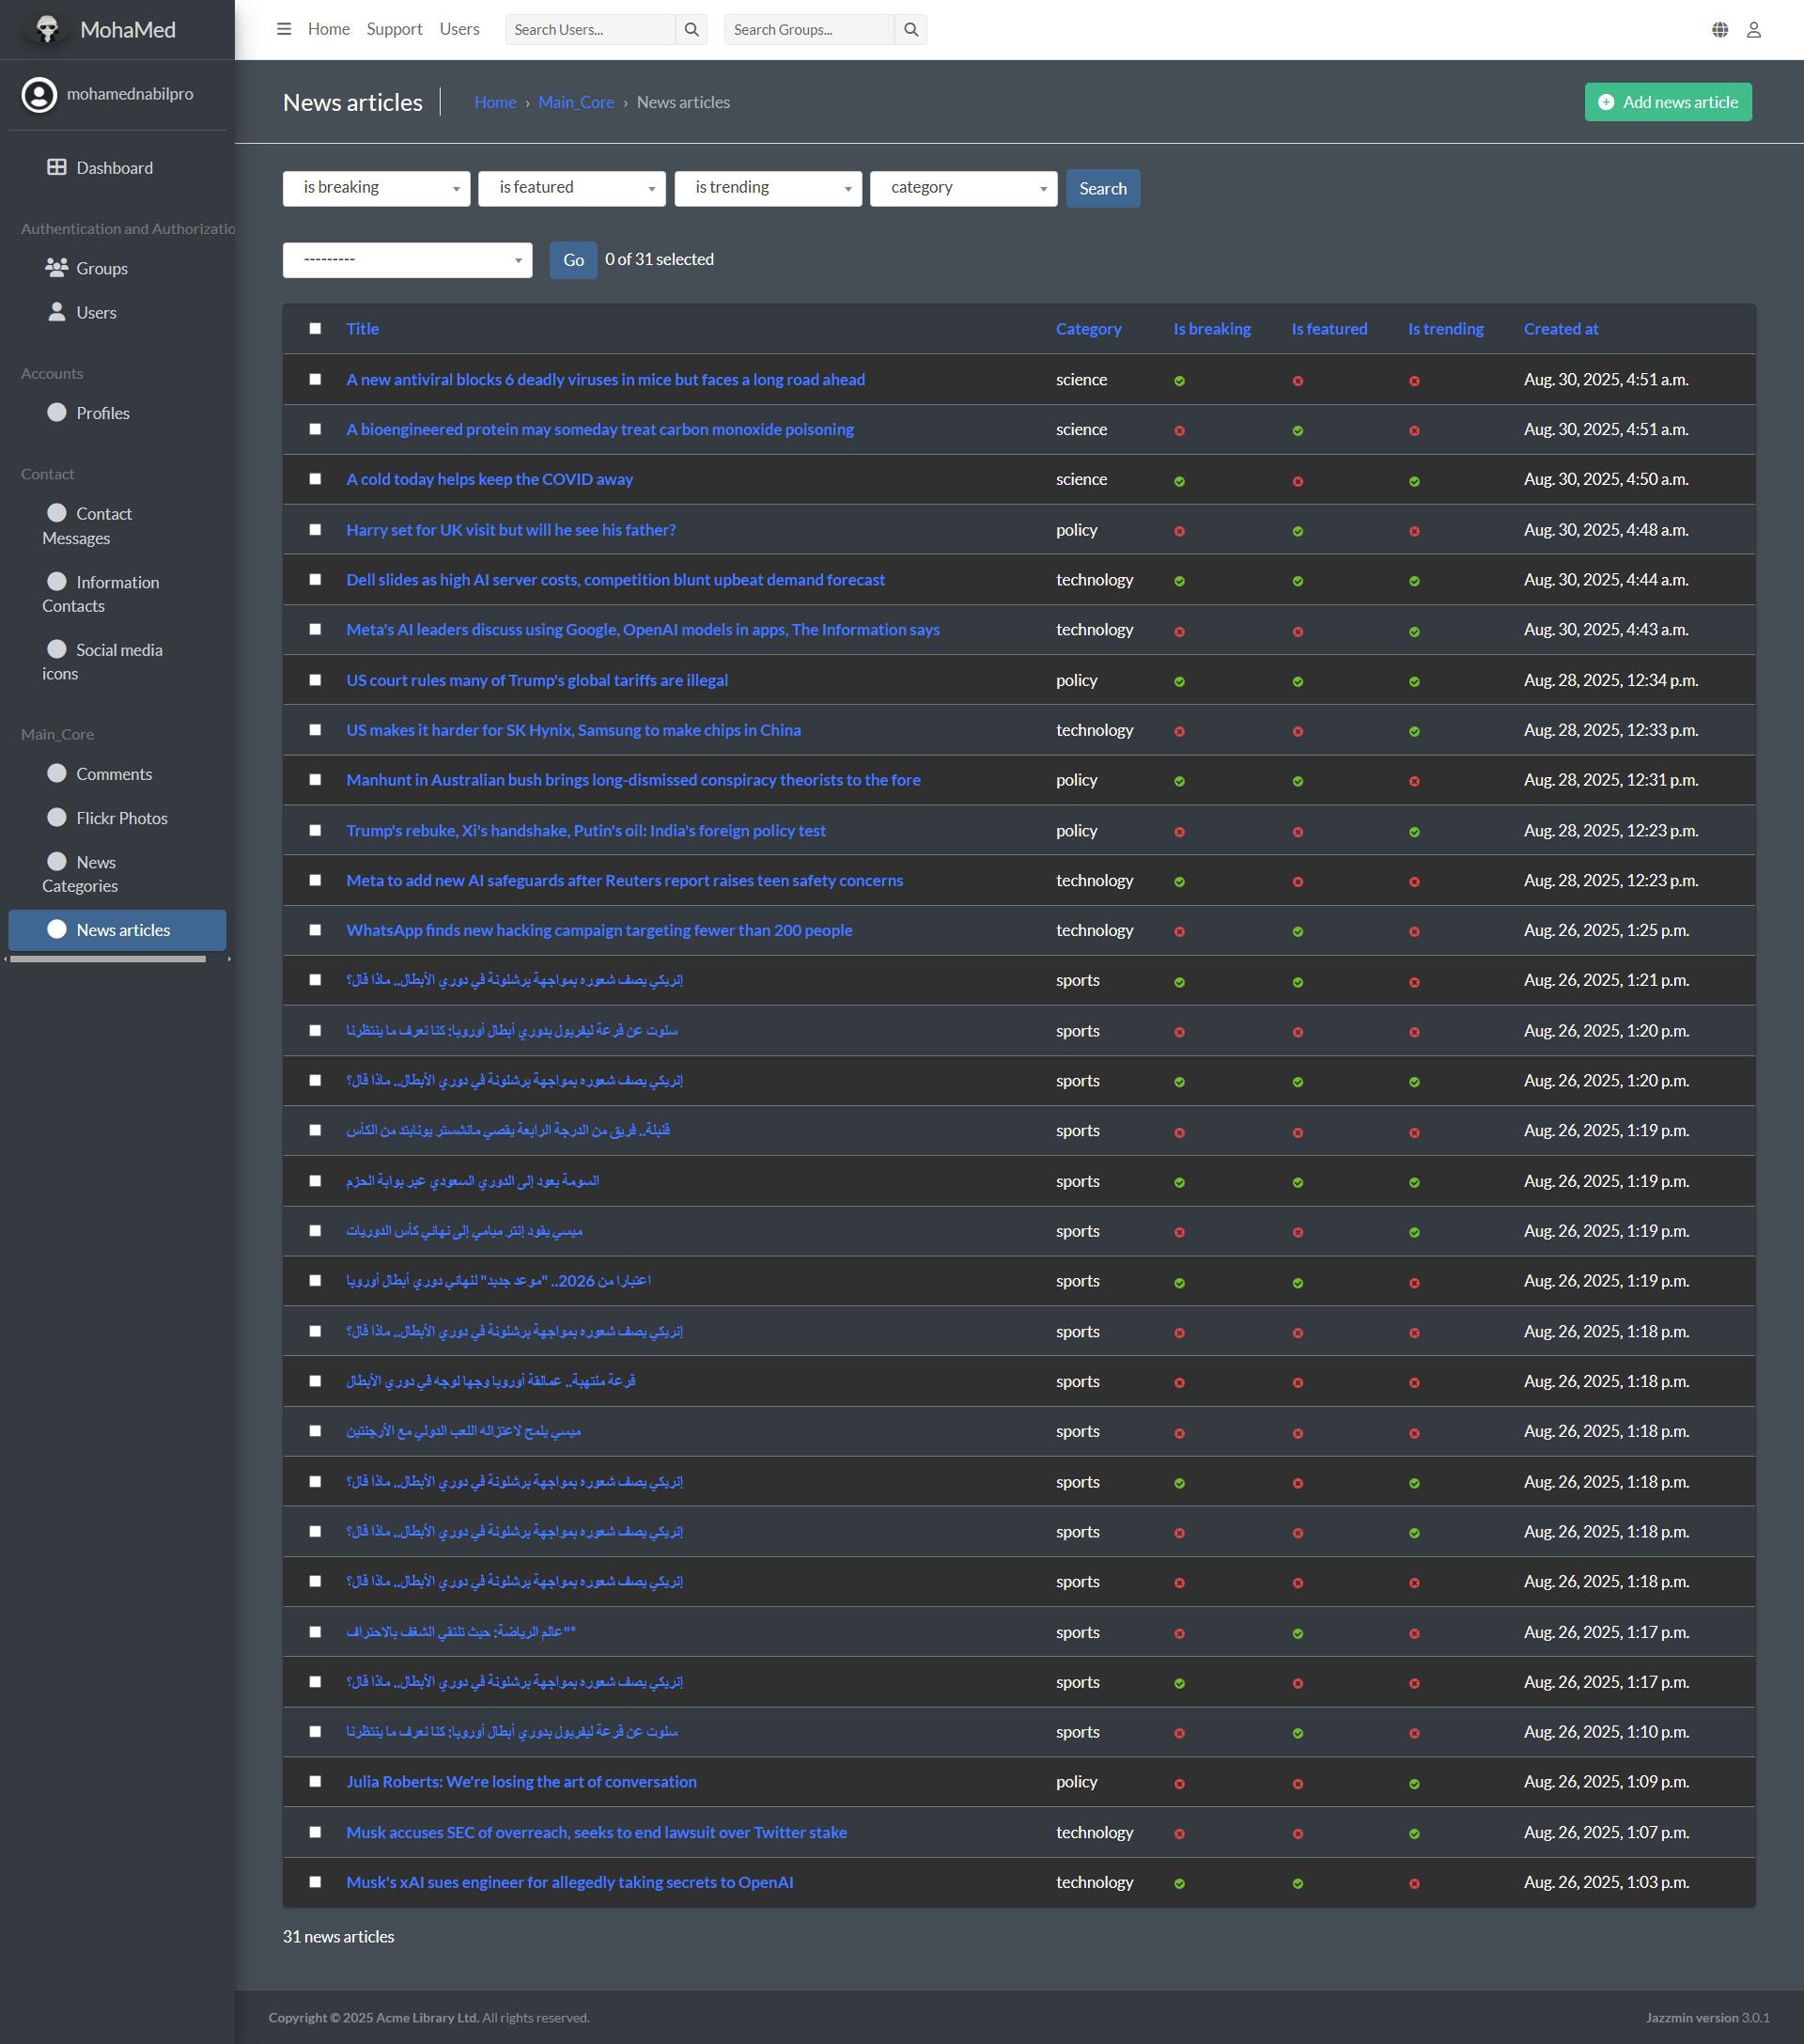 MohaMed
Home Support Users Search Users... Search Groups...
mohamednabilpro
Dashboard
Authentication and Authorizatio
Groups
Users
Accounts
Profiles
Contact
Contact
Messages
Information
Contacts
Social media
icons
Main_Core
Comments
Flickr Photos
News
Categories
News articles
News articles Home › Main_Core › News articles Add news article
is breaking is featured is trending category Search
--------- Go 0 of 31 selected
Title Category Is breaking Is featured Is trending Created at
A new antiviral blocks 6 deadly viruses in mice but faces a long road ahead science Aug. 30, 2025, 4:51 a.m.
A bioengineered protein may someday treat carbon monoxide poisoning science Aug. 30, 2025, 4:51 a.m.
A cold today helps keep the COVID away science Aug. 30, 2025, 4:50 a.m.
Harry set for UK visit but will he see his father? policy Aug. 30, 2025, 4:48 a.m.
Dell slides as high AI server costs, competition blunt upbeat demand forecast technology Aug. 30, 2025, 4:44 a.m.
Meta's AI leaders discuss using Google, OpenAI models in apps, The Information says technology Aug. 30, 2025, 4:43 a.m.
US court rules many of Trump's global tariffs are illegal policy Aug. 28, 2025, 12:34 p.m.
US makes it harder for SK Hynix, Samsung to make chips in China technology Aug. 28, 2025, 12:33 p.m.
Manhunt in Australian bush brings long-dismissed conspiracy theorists to the fore policy Aug. 28, 2025, 12:31 p.m.
Trump's rebuke, Xi's handshake, Putin's oil: India's foreign policy test policy Aug. 28, 2025, 12:23 p.m.
Meta to add new AI safeguards after Reuters report raises teen safety concerns technology Aug. 28, 2025, 12:23 p.m.
WhatsApp finds new hacking campaign targeting fewer than 200 people technology Aug. 26, 2025, 1:25 p.m.
إنريكي يصف شعوره بمواجهة برشلونة في دوري الأبطال.. ماذا قال؟ sports Aug. 26, 2025, 1:21 p.m.
سلوت عن قرعة ليفربول بدوري أبطال أوروبا: كنا نعرف ما ينتظرنا sports Aug. 26, 2025, 1:20 p.m.
إنريكي يصف شعوره بمواجهة برشلونة في دوري الأبطال.. ماذا قال؟ sports Aug. 26, 2025, 1:20 p.m.
قنبلة.. فريق من الدرجة الرابعة يقصي مانشستر يونايتد من الكأس sports Aug. 26, 2025, 1:19 p.m.
السومة يعود إلى الدوري السعودي عبر بوابة الحزم sports Aug. 26, 2025, 1:19 p.m.
ميسي يقود إنتر ميامي إلى نهائي كأس الدوريات sports Aug. 26, 2025, 1:19 p.m.
اعتبارا من 2026.. "موعد جديد" لنهائي دوري أبطال أوروبا sports Aug. 26, 2025, 1:19 p.m.
إنريكي يصف شعوره بمواجهة برشلونة في دوري الأبطال.. ماذا قال؟ sports Aug. 26, 2025, 1:18 p.m.
قرعة ملتهبة.. عمالقة أوروبا وجها لوجه في دوري الأبطال sports Aug. 26, 2025, 1:18 p.m.
ميسي يلمح لاعتزاله اللعب الدولي مع الأرجنتين sports Aug. 26, 2025, 1:18 p.m.
إنريكي يصف شعوره بمواجهة برشلونة في دوري الأبطال.. ماذا قال؟ sports Aug. 26, 2025, 1:18 p.m.
إنريكي يصف شعوره بمواجهة برشلونة في دوري الأبطال.. ماذا قال؟ sports Aug. 26, 2025, 1:18 p.m.
إنريكي يصف شعوره بمواجهة برشلونة في دوري الأبطال.. ماذا قال؟ sports Aug. 26, 2025, 1:18 p.m.
عالم الرياضة: حيث تلتقي الشغف بالاحتراف"* sports Aug. 26, 2025, 1:17 p.m.
إنريكي يصف شعوره بمواجهة برشلونة في دوري الأبطال.. ماذا قال؟ sports Aug. 26, 2025, 1:17 p.m.
سلوت عن قرعة ليفربول بدوري أبطال أوروبا: كنا نعرف ما ينتظرنا sports Aug. 26, 2025, 1:10 p.m.
Julia Roberts: We're losing the art of conversation policy Aug. 26, 2025, 1:09 p.m.
Musk accuses SEC of overreach, seeks to end lawsuit over Twitter stake technology Aug. 26, 2025, 1:07 p.m.
Musk's xAI sues engineer for allegedly taking secrets to OpenAI technology Aug. 26, 2025, 1:03 p.m.
31 news articles
Copyright © 2025 Acme Library Ltd. All rights reserved. Jazzmin version 3.0.1